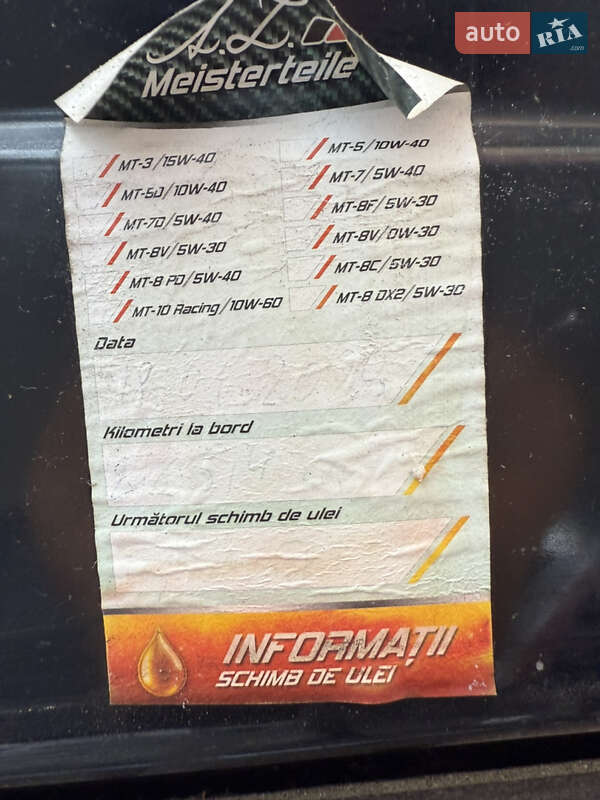 auto RIA .com
A.Z.
Meisterteile
MT-3/15W-40
MT-5/10W-40
MT-5D/10W-40
MT-7/5W-40
MT-7D/5W-40
MT-8F/5W-30
MT-8V/5W-30
MT-8V/0W-30
MT-8 PD/5W-40
MT-8C/5W-30
MT-10 Racing/10W-60
MT-8 DX2/5W-30
Data
Kilometri la bord
Următorul schimb de ulei
INFORMAȚII
SCHIMB DE ULEI